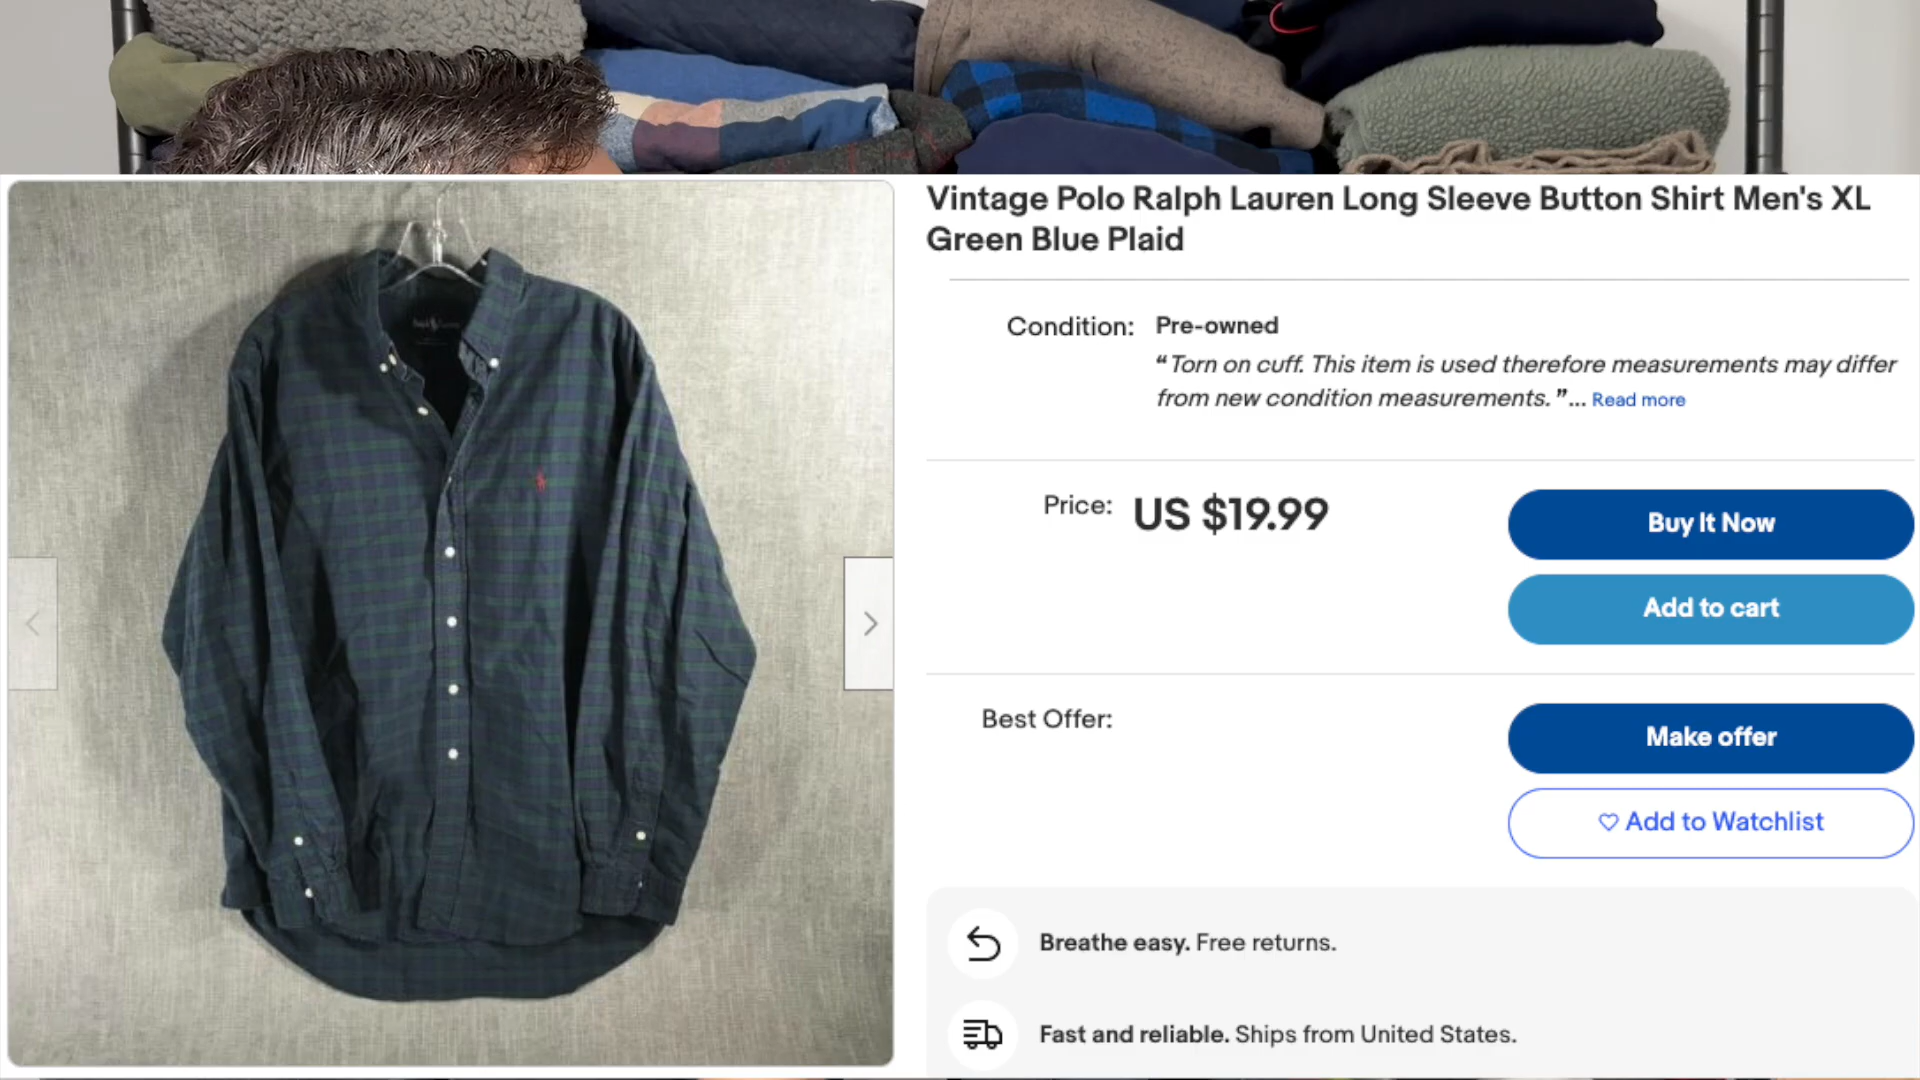 Vintage Polo Ralph Lauren Long Sleeve Button Shirt Men's XL
Green Blue Plaid
Condition: Pre-owned
❝ Torn on cuff. This item is used therefore measurements may differ
from new condition measurements. ❞... Read more
Price: US $19.99
Buy It Now
Add to cart
Best Offer:
Make offer
Add to Watchlist
Breathe easy. Free returns.
Fast and reliable. Ships from United States.